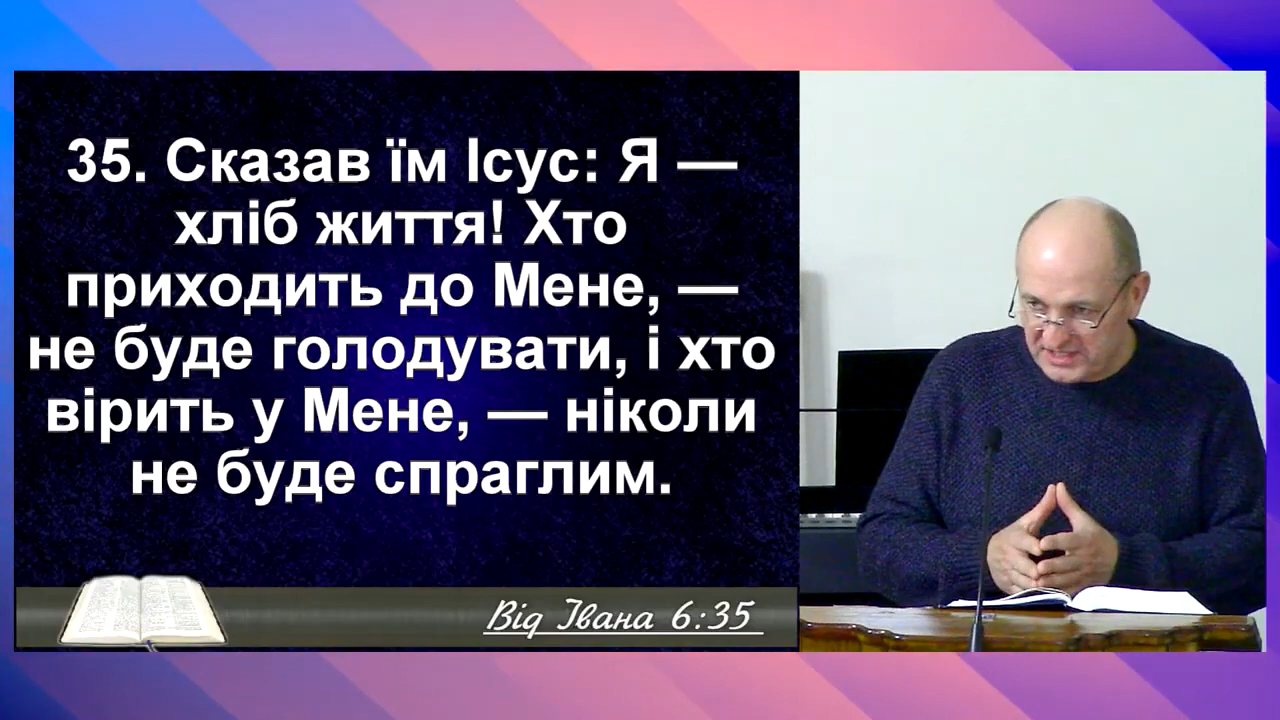 35. Сказав їм Ісус: Я —
хліб життя! Хто
приходить до Мене, —
не буде голодувати, і хто
вірить у Мене, — ніколи
не буде спраглим.
Від Івана 6:35